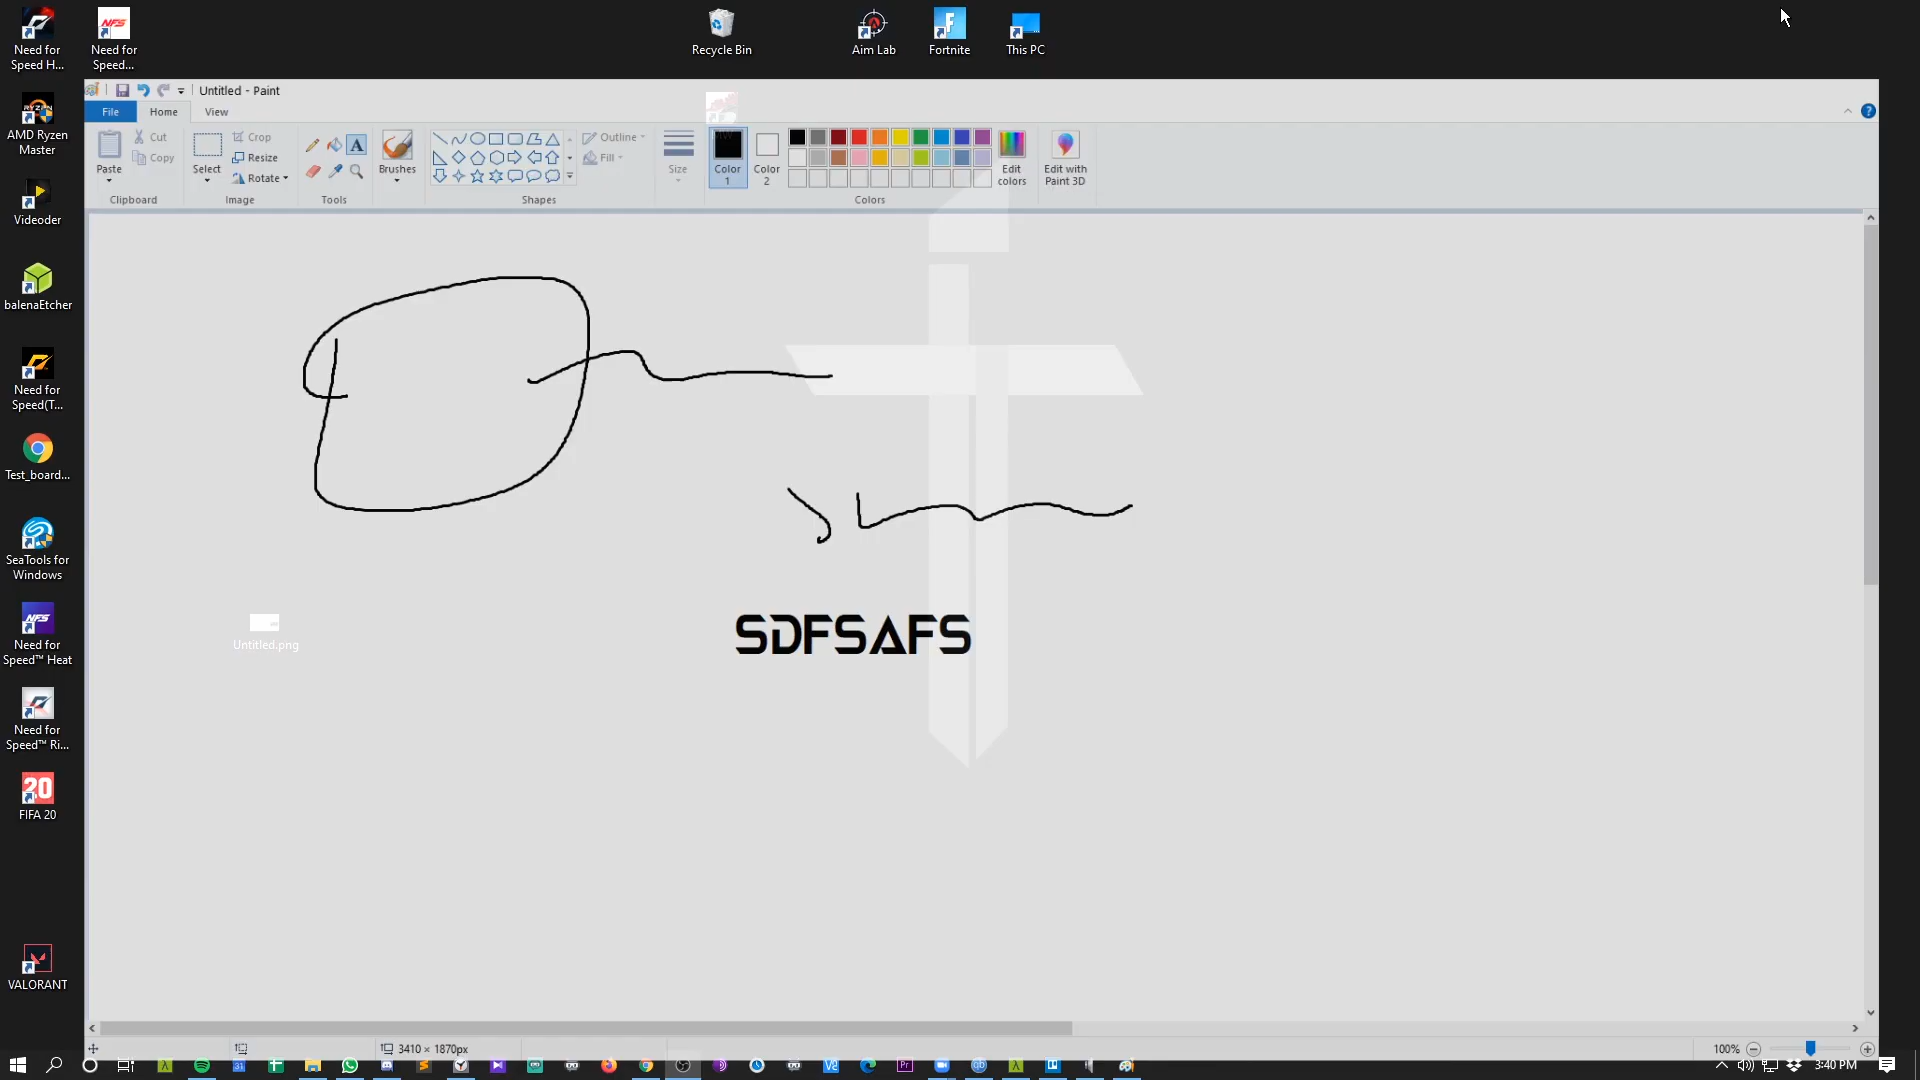 Need for
Speed H...
Need for
Speed...
Recycle Bin
Aim Lab
Fortnite
This PC
Untitled - Paint
File
Home
View
AMD Ryzen
Master
Paste
Cut
Copy
Clipboard
Select
Crop
Resize
Rotate
Image
A
Tools
Brushes
Outline
Fill
Shapes
Size
Color
1
Color
2
Edit
colors
Colors
Edit with
Paint 3D
Videoder
balenaEtcher
Need for
Speed(T...
Test_board...
SeaTools for
Windows
Need for
Speed™ Heat
Untitled.png
SDFSAFS
Need for
Speed™ Ri...
FIFA 20
VALORANT
3410 × 1870px
100%
3:40 PM